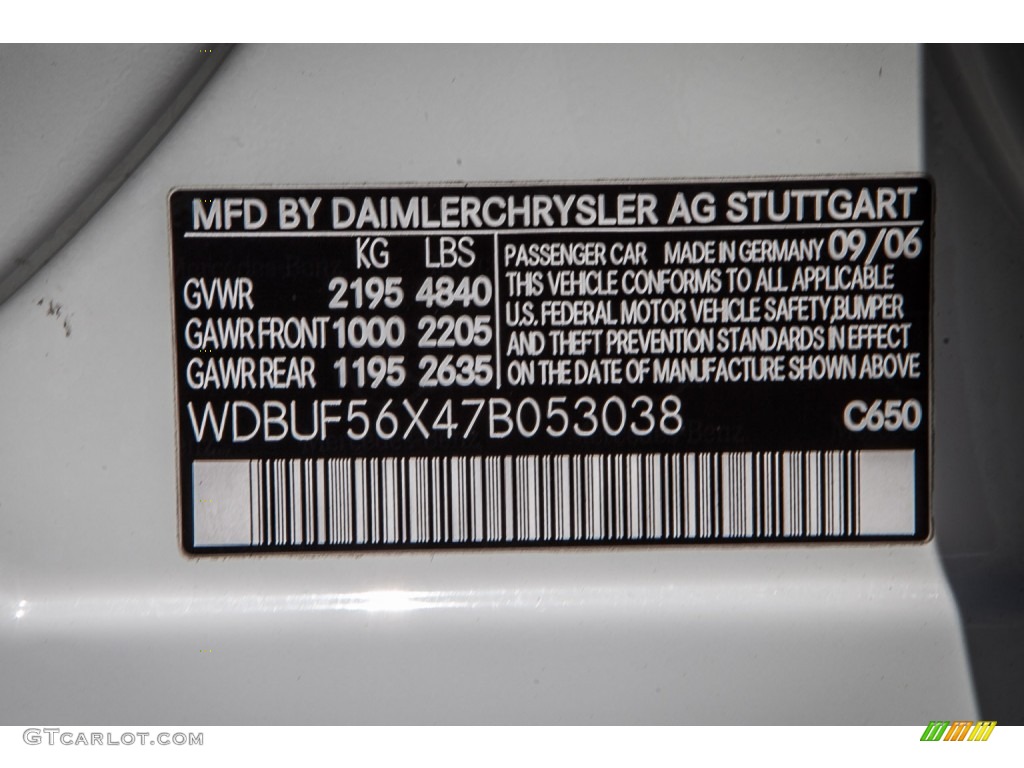 MFD BY DAIMLERCHRYSLER AG STUTTGART
KG LBS
GVWR 2195 4840
GAWR FRONT 1000 2205
GAWR REAR 1195 2635
PASSENGER CAR MADE IN GERMANY 09/06
THIS VEHICLE CONFORMS TO ALL APPLICABLE
U.S. FEDERAL MOTOR VEHICLE SAFETY,BUMPER
AND THEFT PREVENTION STANDARDS IN EFFECT
ON THE DATE OF MANUFACTURE SHOWN ABOVE
WDBUF56X47B053038 C650
GTCARLOT.COM